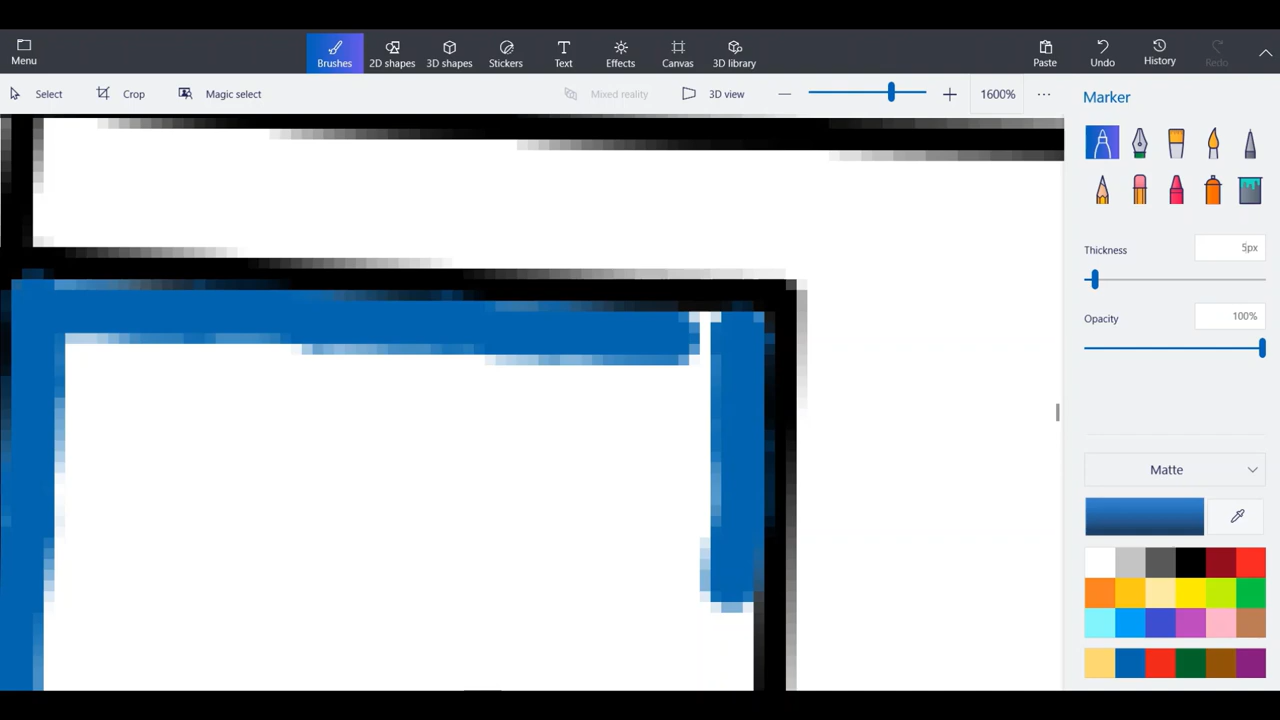 Menu
Brushes
2D shapes
3D shapes
Stickers
Text
Effects
Canvas
3D library
Paste
Undo
History
Redo
Select
Crop
Magic select
Mixed reality
3D view
1600%
Marker
Thickness
5px
Opacity
100%
Matte